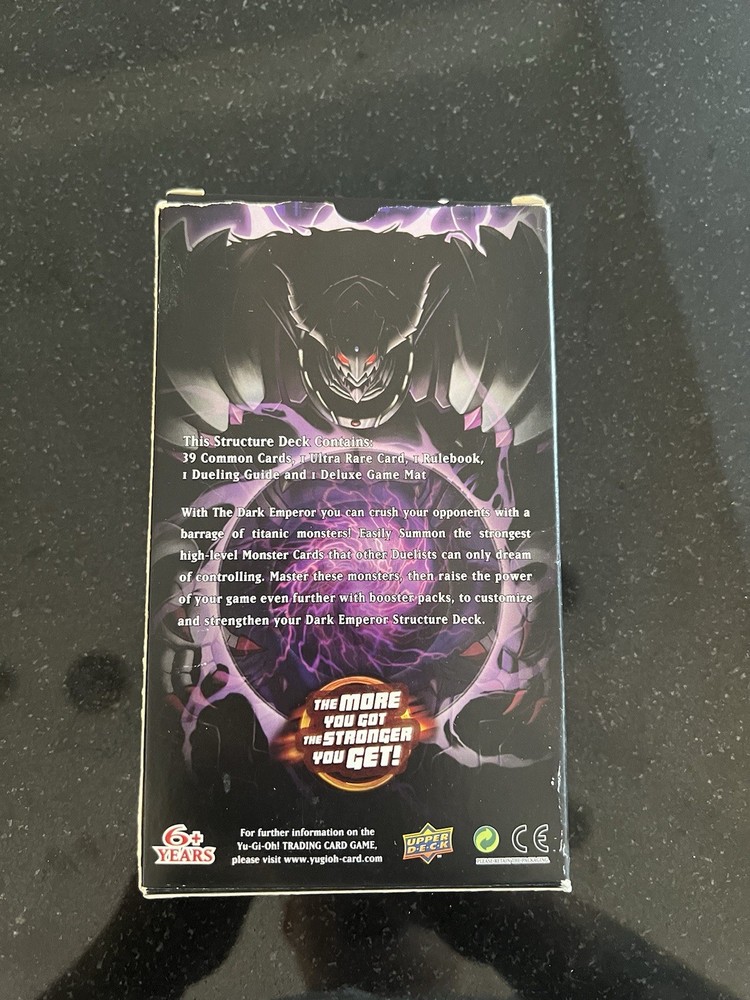 This Structure Deck Contains:
39 Common Cards, 1 Ultra Rare Card, 1 Rulebook,
1 Dueling Guide and 1 Deluxe Game Mat
With The Dark Emperor you can crush your opponents with a
barrage of titanic monsters! Easily Summon the strongest
high-level Monster Cards that other Duelists can only dream
of controlling. Master these monsters, then raise the power
of your game even further with booster packs, to customize
and strengthen your Dark Emperor Structure Deck.
THE MORE
YOU GOT
THE STRONGER
YOU GET!
6+
YEARS
For further information on the
Yu-Gi-Oh! TRADING CARD GAME,
please visit www.yugioh-card.com
UPPER
D·E·C·K
CE
PLEASE RETAIN THIS PACKAGING